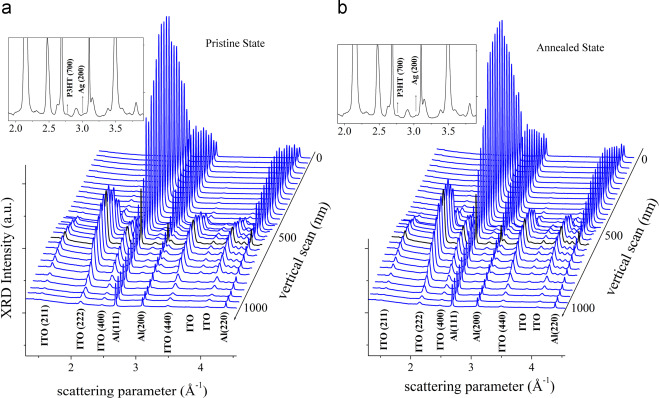 a
Pristine State
P3HT (700)
Ag (200)
2.0 2.5 3.0 3.5
0
500
1000
vertical scan (nm)
XRD Intensity (a.u.)
ITO (211)
ITO (222)
ITO (400)
Al(111)
Al(200)
ITO (440)
ITO
ITO
Al(220)
2 3 4
scattering parameter (Å⁻¹)
b
Annealed State
P3HT (700)
Ag (200)
2.0 2.5 3.0 3.5
0
500
1000
vertical scan (nm)
ITO (211)
ITO (222)
ITO (400)
Al(111)
Al(200)
ITO (440)
ITO
ITO
Al(220)
2 3 4
scattering parameter (Å⁻¹)